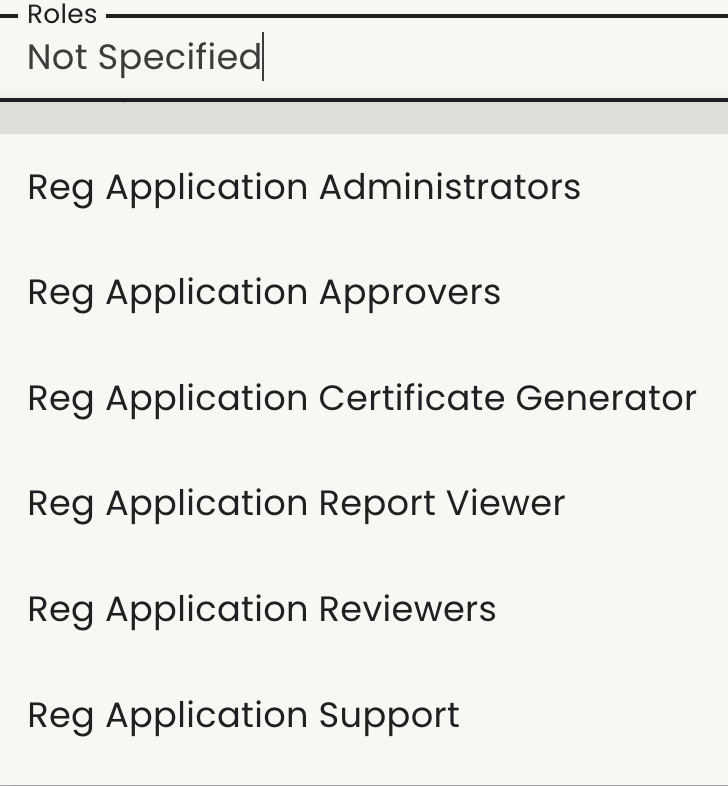 Roles
Not Specified
Reg Application Administrators
Reg Application Approvers
Reg Application Certificate Generator
Reg Application Report Viewer
Reg Application Reviewers
Reg Application Support